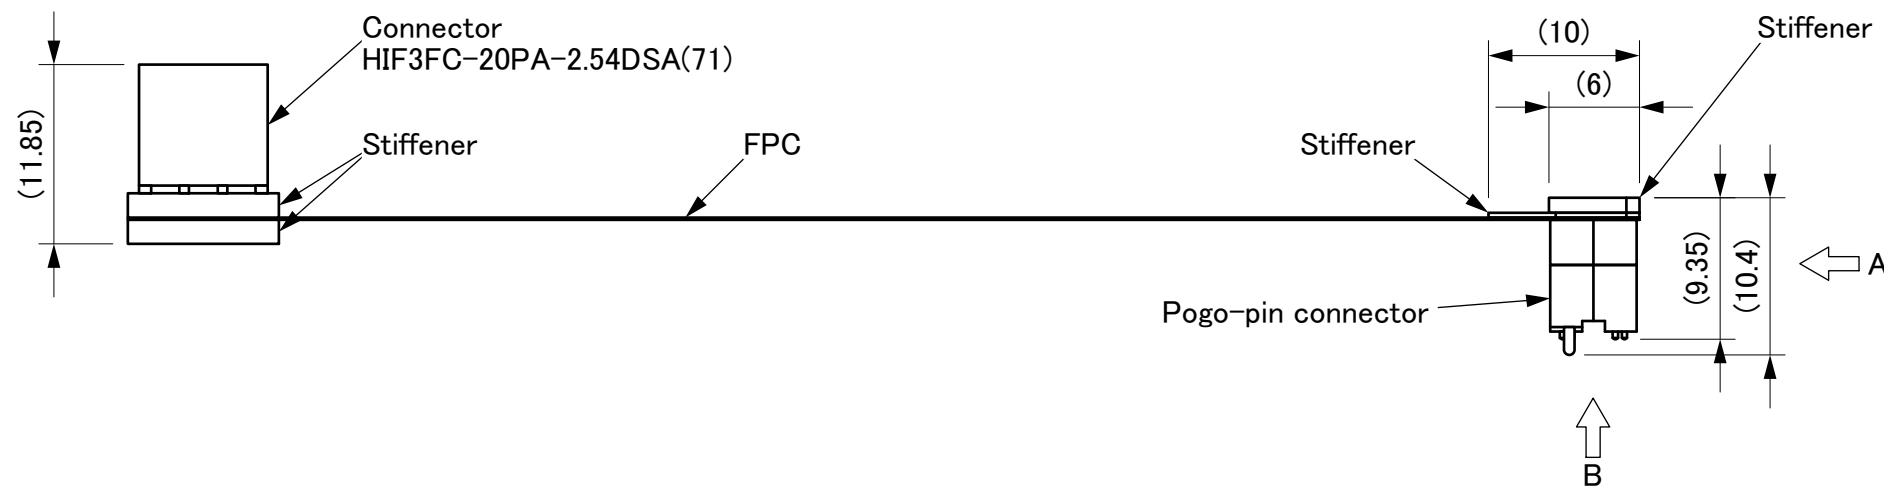 Connector
HIF3FC-20PA-2.54DSA(71)
(10)
Stiffener
(6)
(11.85)
Stiffener
FPC
Stiffener
(9.35)
(10.4)
A
Pogo-pin connector
B